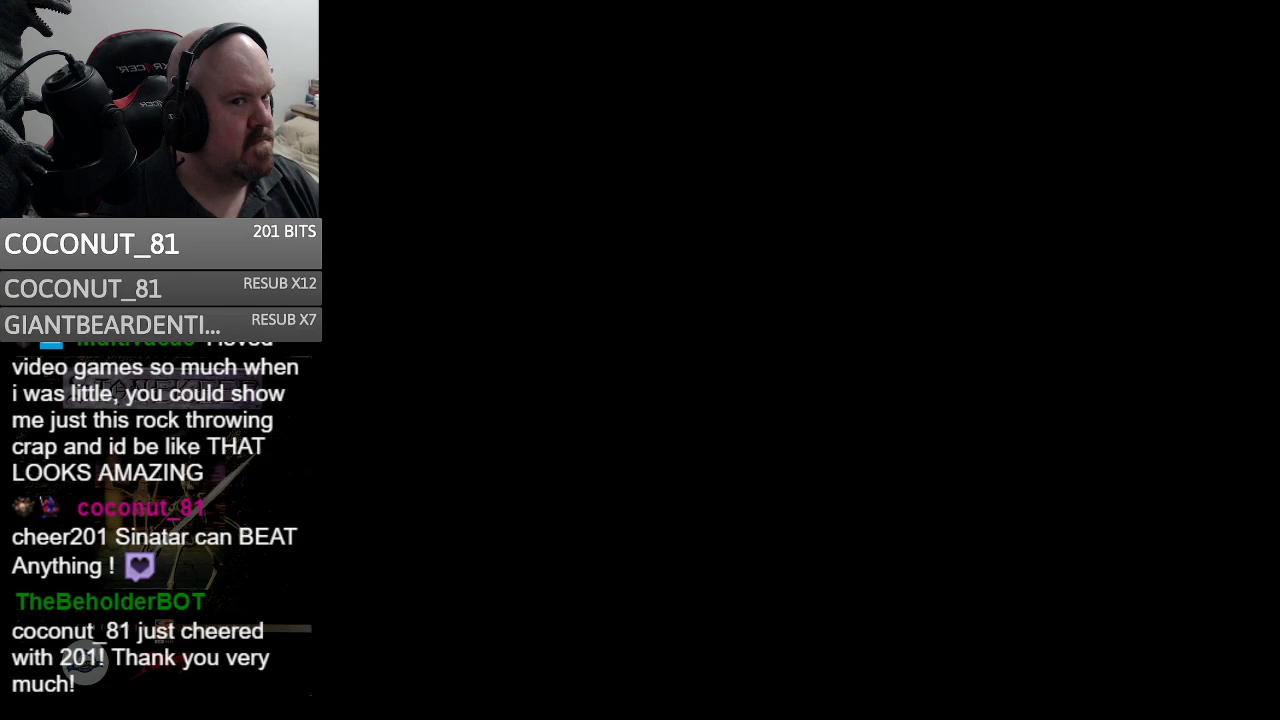 COCONUT_81 201 BITS
COCONUT_81 RESUB X12
GIANTBEARDENTI... RESUB X7
video games so much when
i was little, you could show
me just this rock throwing
crap and id be like THAT
LOOKS AMAZING
coconut_81
cheer201 Sinatar can BEAT
Anything !
TheBeholderBOT
coconut_81 just cheered
with 201! Thank you very
much!